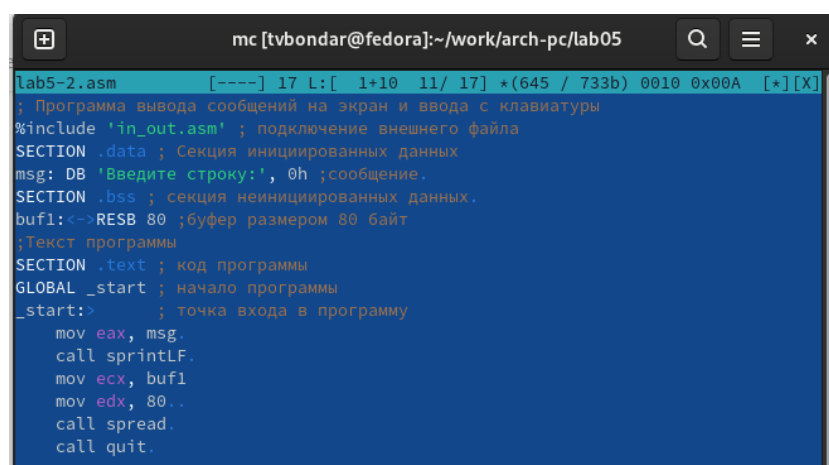 mc [tvbondar@fedora]:~/work/arch-pc/lab05
lab5-2.asm [----] 17 L:[ 1+10 11/ 17] *(645 / 733b) 0010 0x00A [*][X]
; Программа вывода сообщений на экран и ввода с клавиатуры
%include 'in_out.asm' ; подключение внешнего файла
SECTION .data ; Секция инициированных данных
msg: DB 'Введите строку:', 0h ;сообщение.
SECTION .bss ; секция неинициированных данных.
buf1:<->RESB 80 ;буфер размером 80 байт
;Текст программы
SECTION .text ; код программы
GLOBAL _start ; начало программы
_start:> ; точка входа в программу
mov eax, msg.
call sprintLF.
mov ecx, buf1
mov edx, 80..
call spread.
call quit.